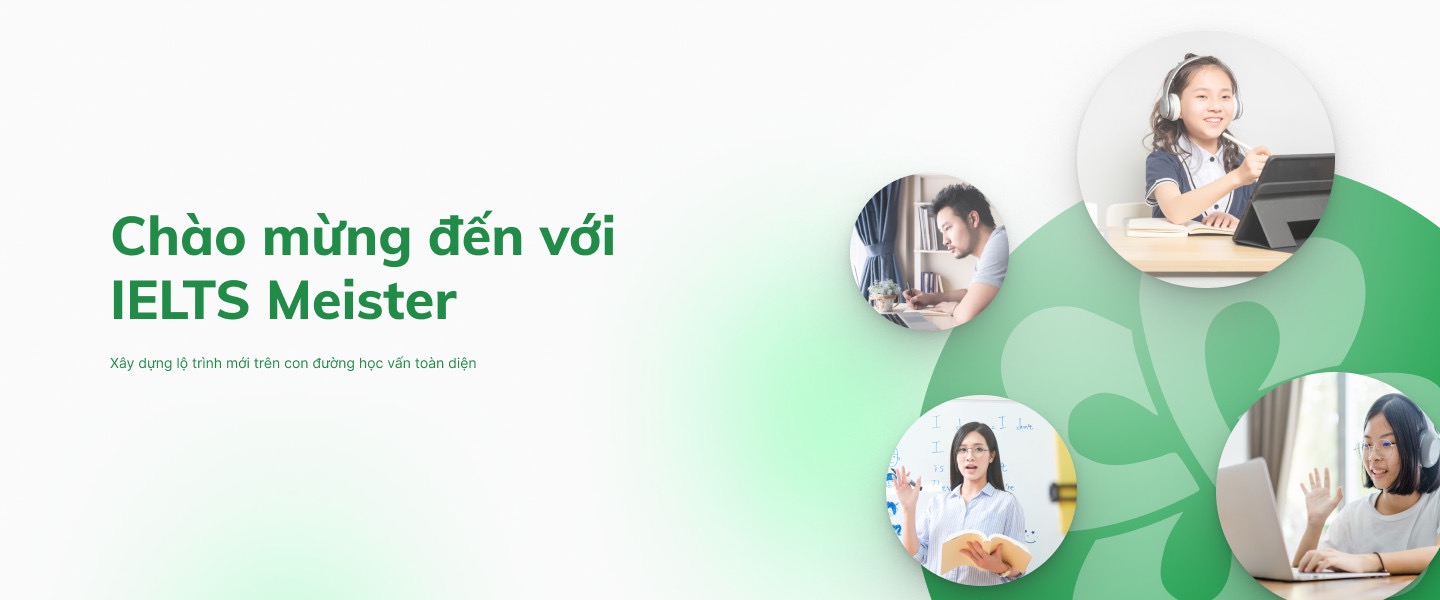 Chào mừng đến với
IELTS Meister
Xây dựng lộ trình mới trên con đường học vấn toàn diện